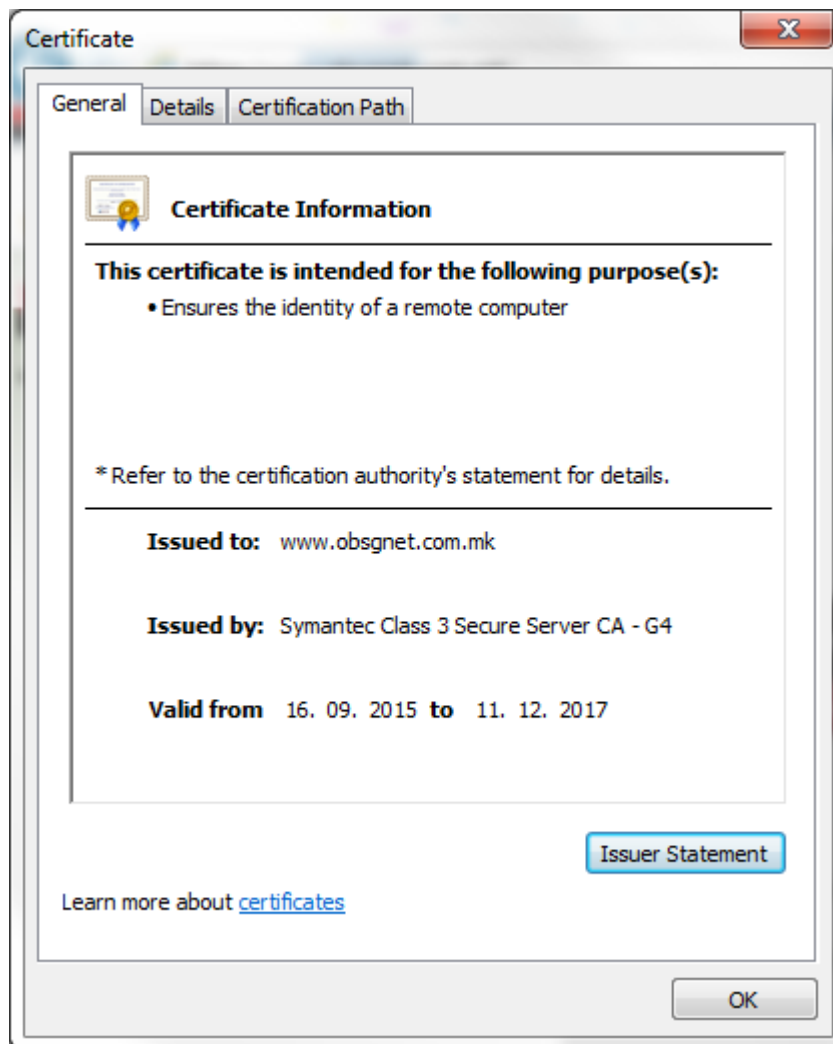 Certificate
General Details Certification Path
Certificate Information
This certificate is intended for the following purpose(s):
• Ensures the identity of a remote computer
* Refer to the certification authority's statement for details.
Issued to: www.obsgnet.com.mk
Issued by: Symantec Class 3 Secure Server CA - G4
Valid from 16. 09. 2015 to 11. 12. 2017
Issuer Statement
Learn more about certificates
OK